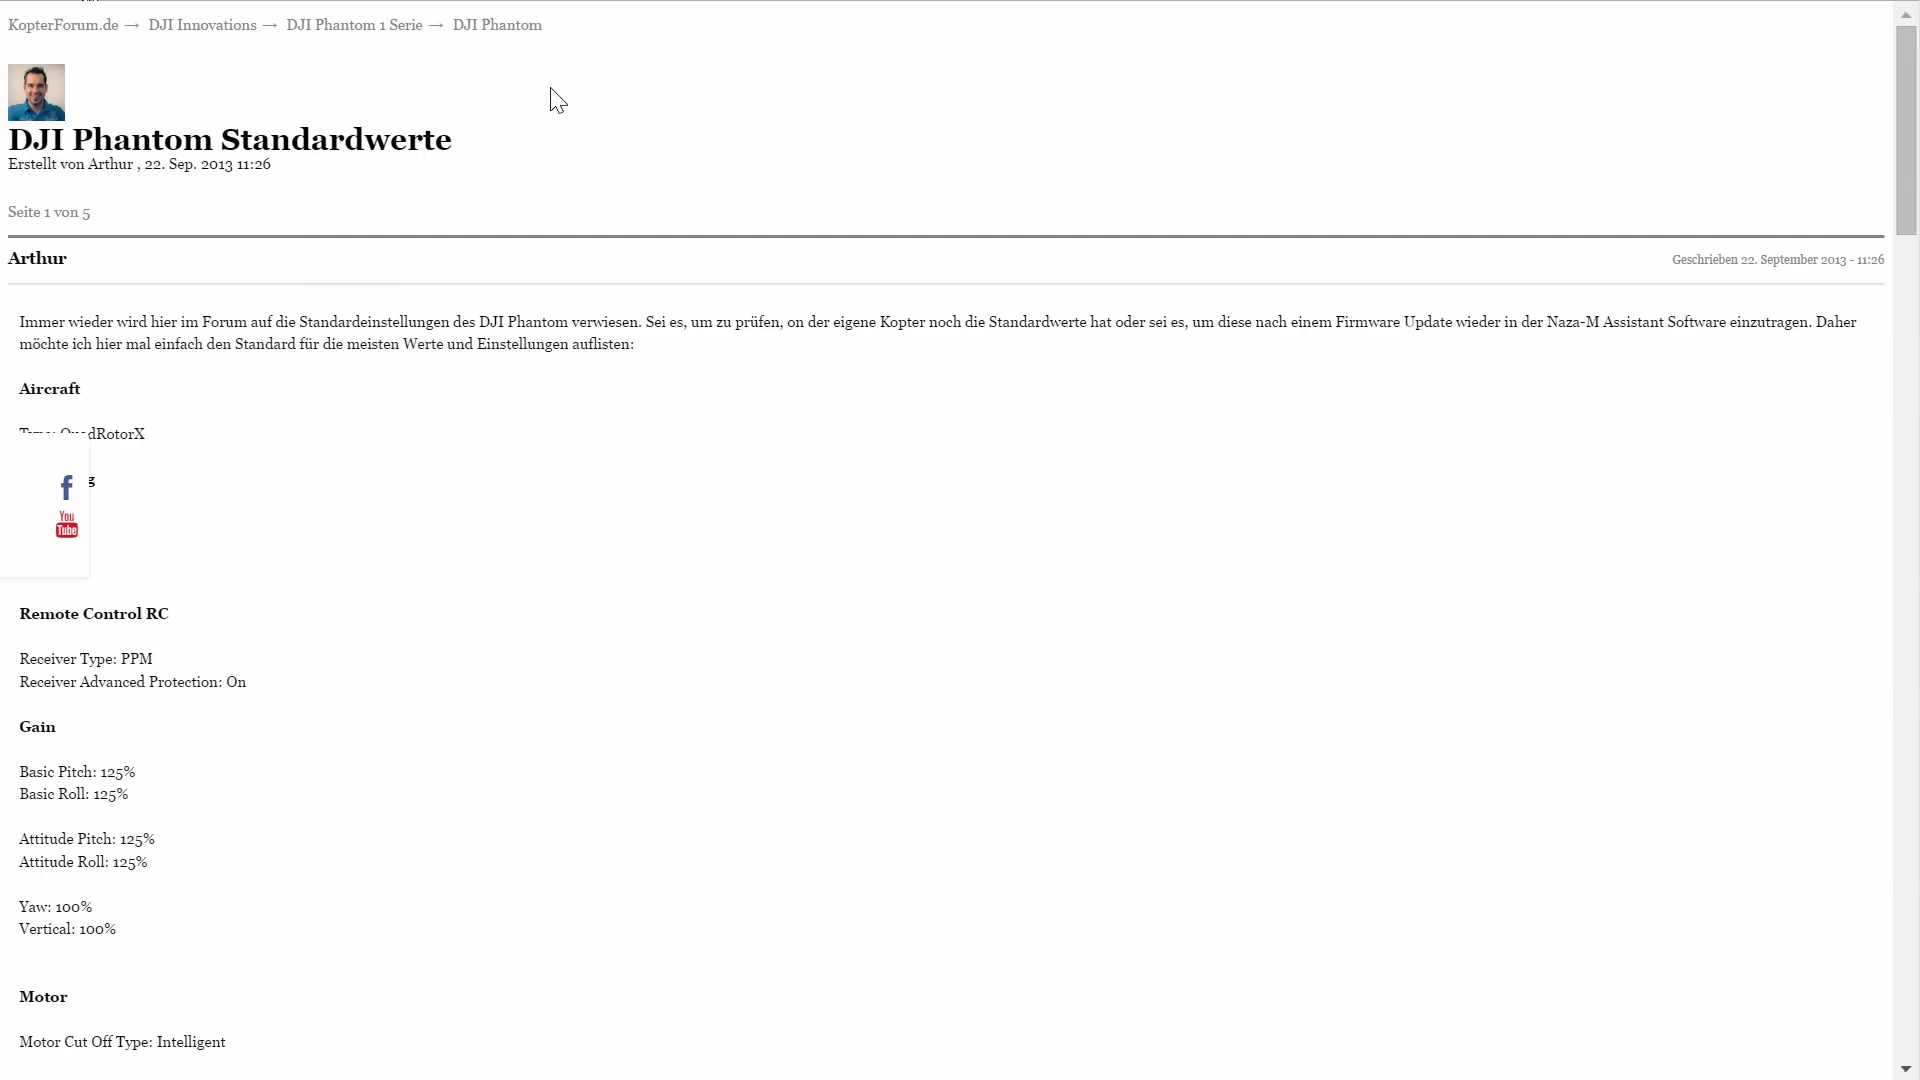 KopterForum.de → DJI Innovations → DJI Phantom 1 Serie → DJI Phantom
DJI Phantom Standardwerte
Erstellt von Arthur , 22. Sep. 2013 11:26
Seite 1 von 5
Arthur
Geschrieben 22. September 2013 - 11:26
Immer wieder wird hier im Forum auf die Standardeinstellungen des DJI Phantom verwiesen. Sei es, um zu prüfen, on der eigene Kopter noch die Standardwerte hat oder sei es, um diese nach einem Firmware Update wieder in der Naza-M Assistant Software einzutragen. Daher
möchte ich hier mal einfach den Standard für die meisten Werte und Einstellungen auflisten:
Aircraft
Type: QuadRotorX
f
You
Tube
Remote Control RC
Receiver Type: PPM
Receiver Advanced Protection: On
Gain
Basic Pitch: 125%
Basic Roll: 125%
Attitude Pitch: 125%
Attitude Roll: 125%
Yaw: 100%
Vertical: 100%
Motor
Motor Cut Off Type: Intelligent